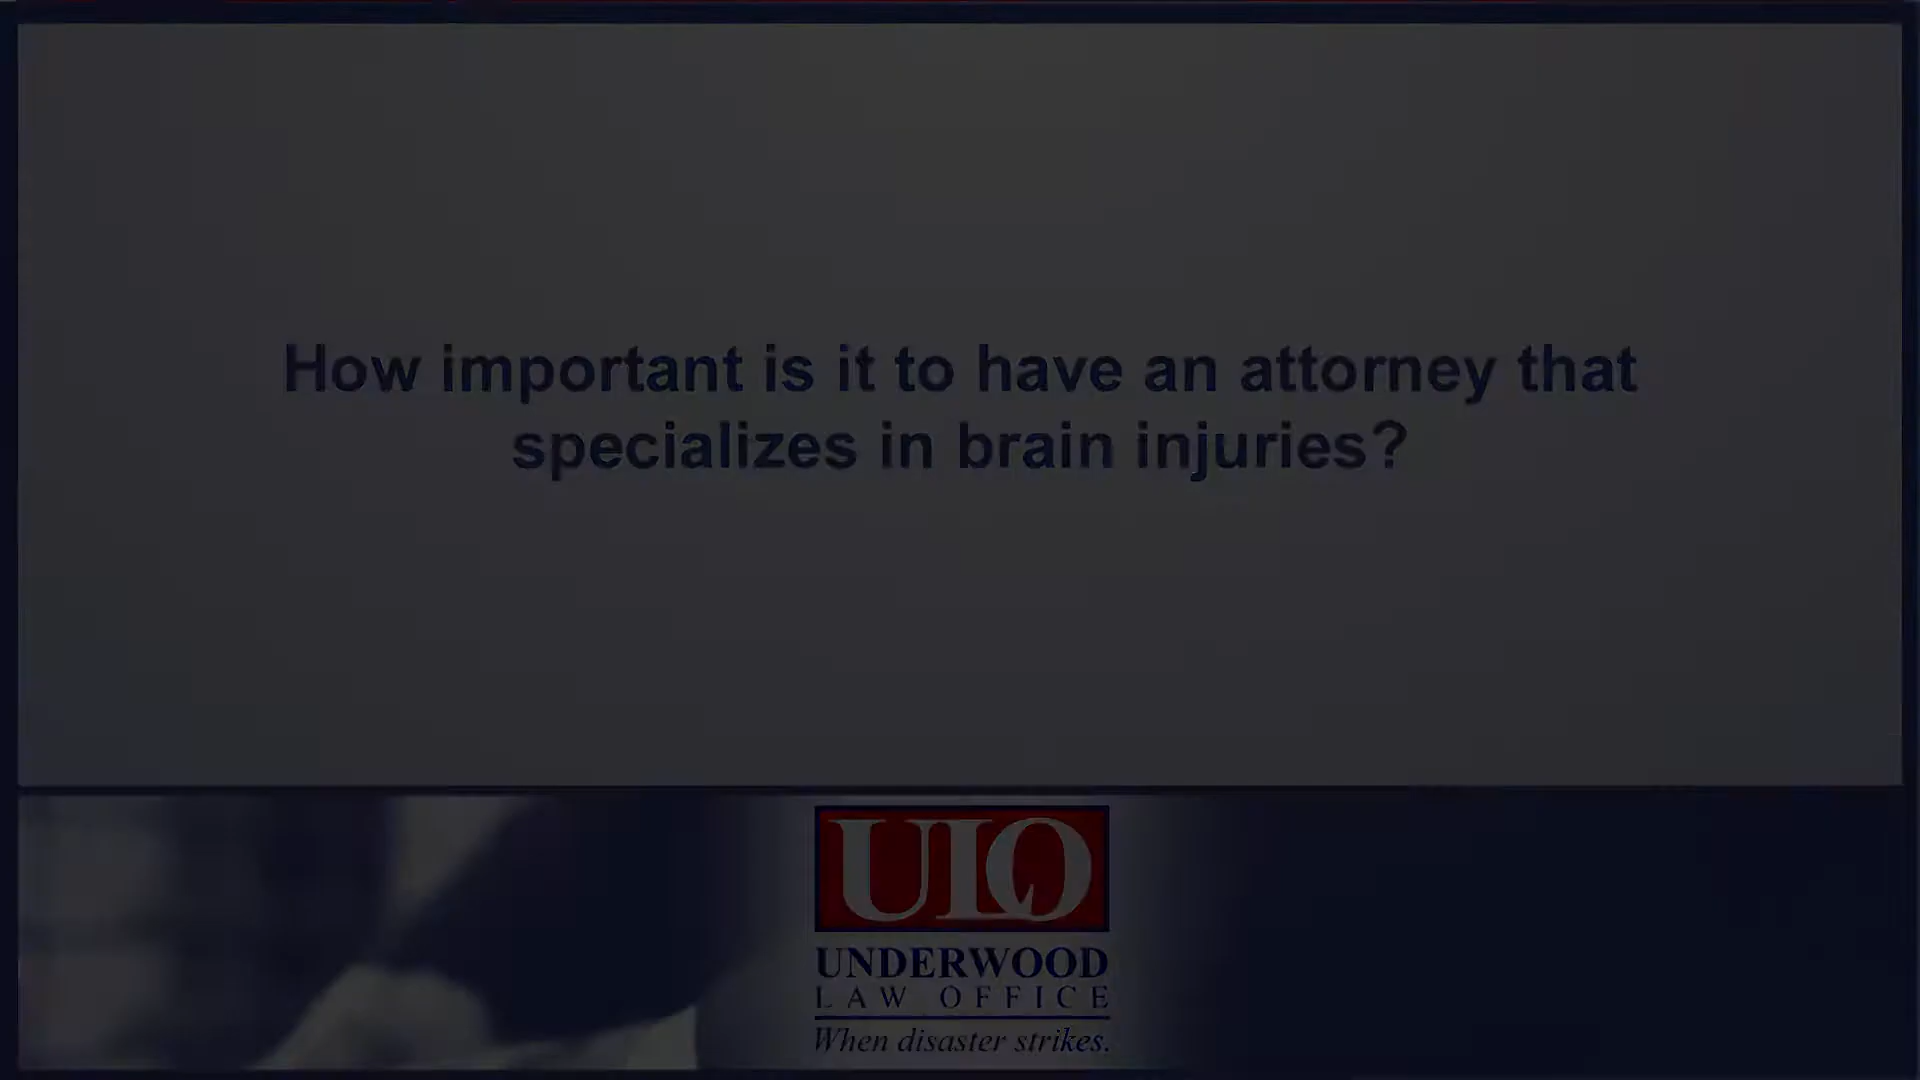 How important is it to have an attorney that
specializes in brain injuries?
ULO
UNDERWOOD
LAW OFFICE
When disaster strikes.